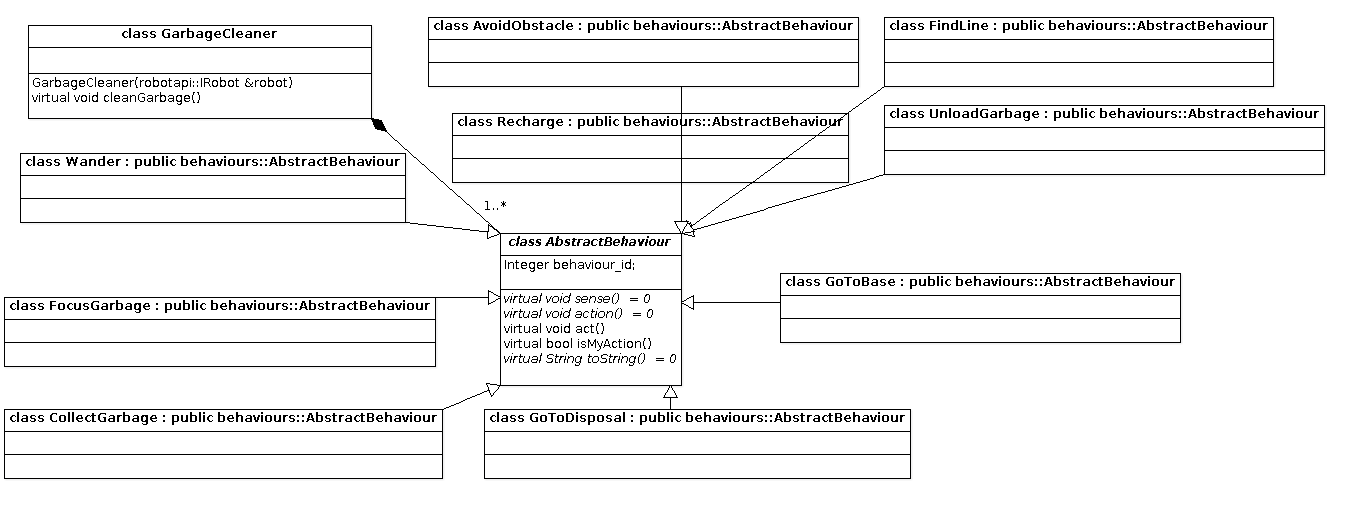 class GarbageCleaner
GarbageCleaner(robotapi::IRobot &robot)
virtual void cleanGarbage()
class AvoidObstacle : public behaviours::AbstractBehaviour
class FindLine : public behaviours::AbstractBehaviour
class Recharge : public behaviours::AbstractBehaviour
class UnloadGarbage : public behaviours::AbstractBehaviour
class Wander : public behaviours::AbstractBehaviour
1..*
class AbstractBehaviour
Integer behaviour_id;
virtual void sense() = 0
virtual void action() = 0
virtual void act()
virtual bool isMyAction()
virtual String toString() = 0
class GoToBase : public behaviours::AbstractBehaviour
class FocusGarbage : public behaviours::AbstractBehaviour
class CollectGarbage : public behaviours::AbstractBehaviour
class GoToDisposal : public behaviours::AbstractBehaviour